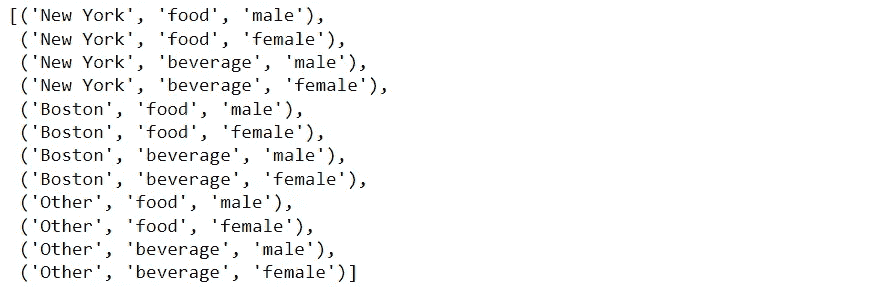 [('New York', 'food', 'male'),
('New York', 'food', 'female'),
('New York', 'beverage', 'male'),
('New York', 'beverage', 'female'),
('Boston', 'food', 'male'),
('Boston', 'food', 'female'),
('Boston', 'beverage', 'male'),
('Boston', 'beverage', 'female'),
('Other', 'food', 'male'),
('Other', 'food', 'female'),
('Other', 'beverage', 'male'),
('Other', 'beverage', 'female')]